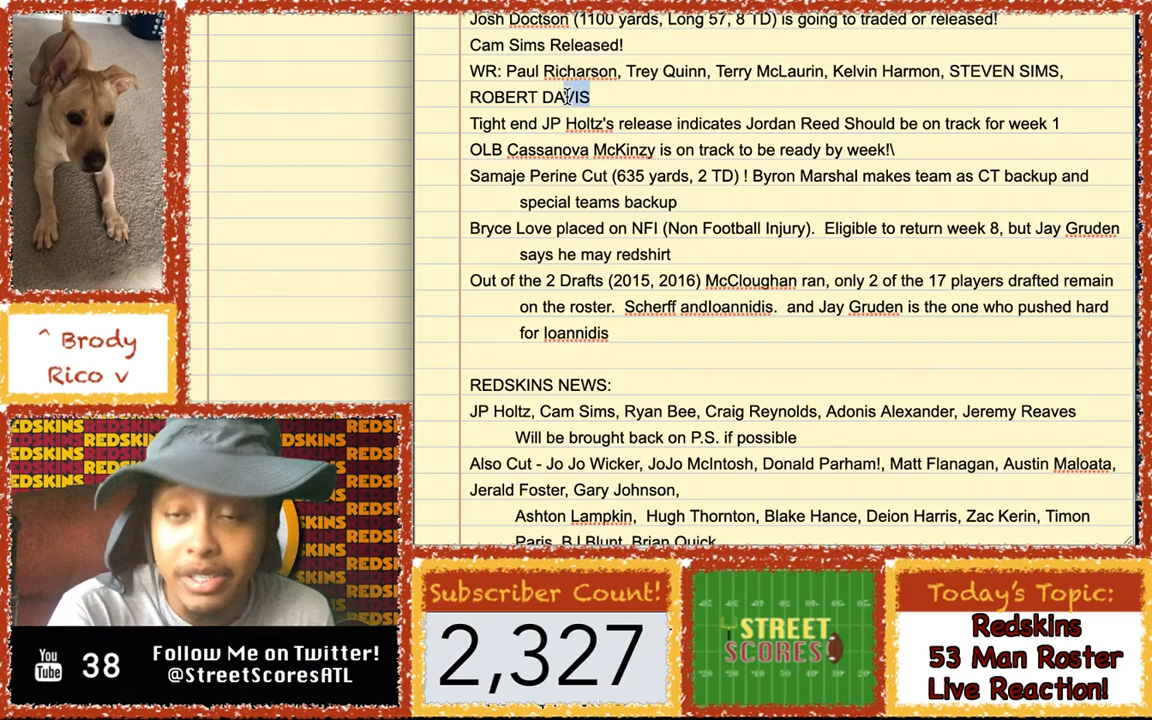 Josh Doctson (1100 yards, Long 57, 8 TD) is going to traded or released!
Cam Sims Released!
WR: Paul Richarson, Trey Quinn, Terry McLaurin, Kelvin Harmon, STEVEN SIMS,
ROBERT DAVIS
Tight end JP Holtz's release indicates Jordan Reed Should be on track for week 1
OLB Cassanova McKinzy is on track to be ready by week!\
Samaje Perine Cut (635 yards, 2 TD) ! Byron Marshal makes team as CT backup and
special teams backup
Bryce Love placed on NFI (Non Football Injury).  Eligible to return week 8, but Jay Gruden
says he may redshirt
Out of the 2 Drafts (2015, 2016) McCloughan ran, only 2 of the 17 players drafted remain
on the roster.  Scherff andIoannidis.  and Jay Gruden is the one who pushed hard
for Ioannidis
REDSKINS NEWS:
JP Holtz, Cam Sims, Ryan Bee, Craig Reynolds, Adonis Alexander, Jeremy Reaves
Will be brought back on P.S. if possible
Also Cut - Jo Jo Wicker, JoJo McIntosh, Donald Parham!, Matt Flanagan, Austin Maloata,
Jerald Foster, Gary Johnson,
Ashton Lampkin,  Hugh Thornton, Blake Hance, Deion Harris, Zac Kerin, Timon
Paris, BJ Blunt, Brian Quick
^ Brody
Rico v
EDSKINS REDSKINS REDSKINS REDSKI
You
Tube
38
Follow Me on Twitter!
@StreetScoresATL
Subscriber Count!
2,327
STREET
SCORES
Today's Topic:
Redskins
53 Man Roster
Live Reaction!